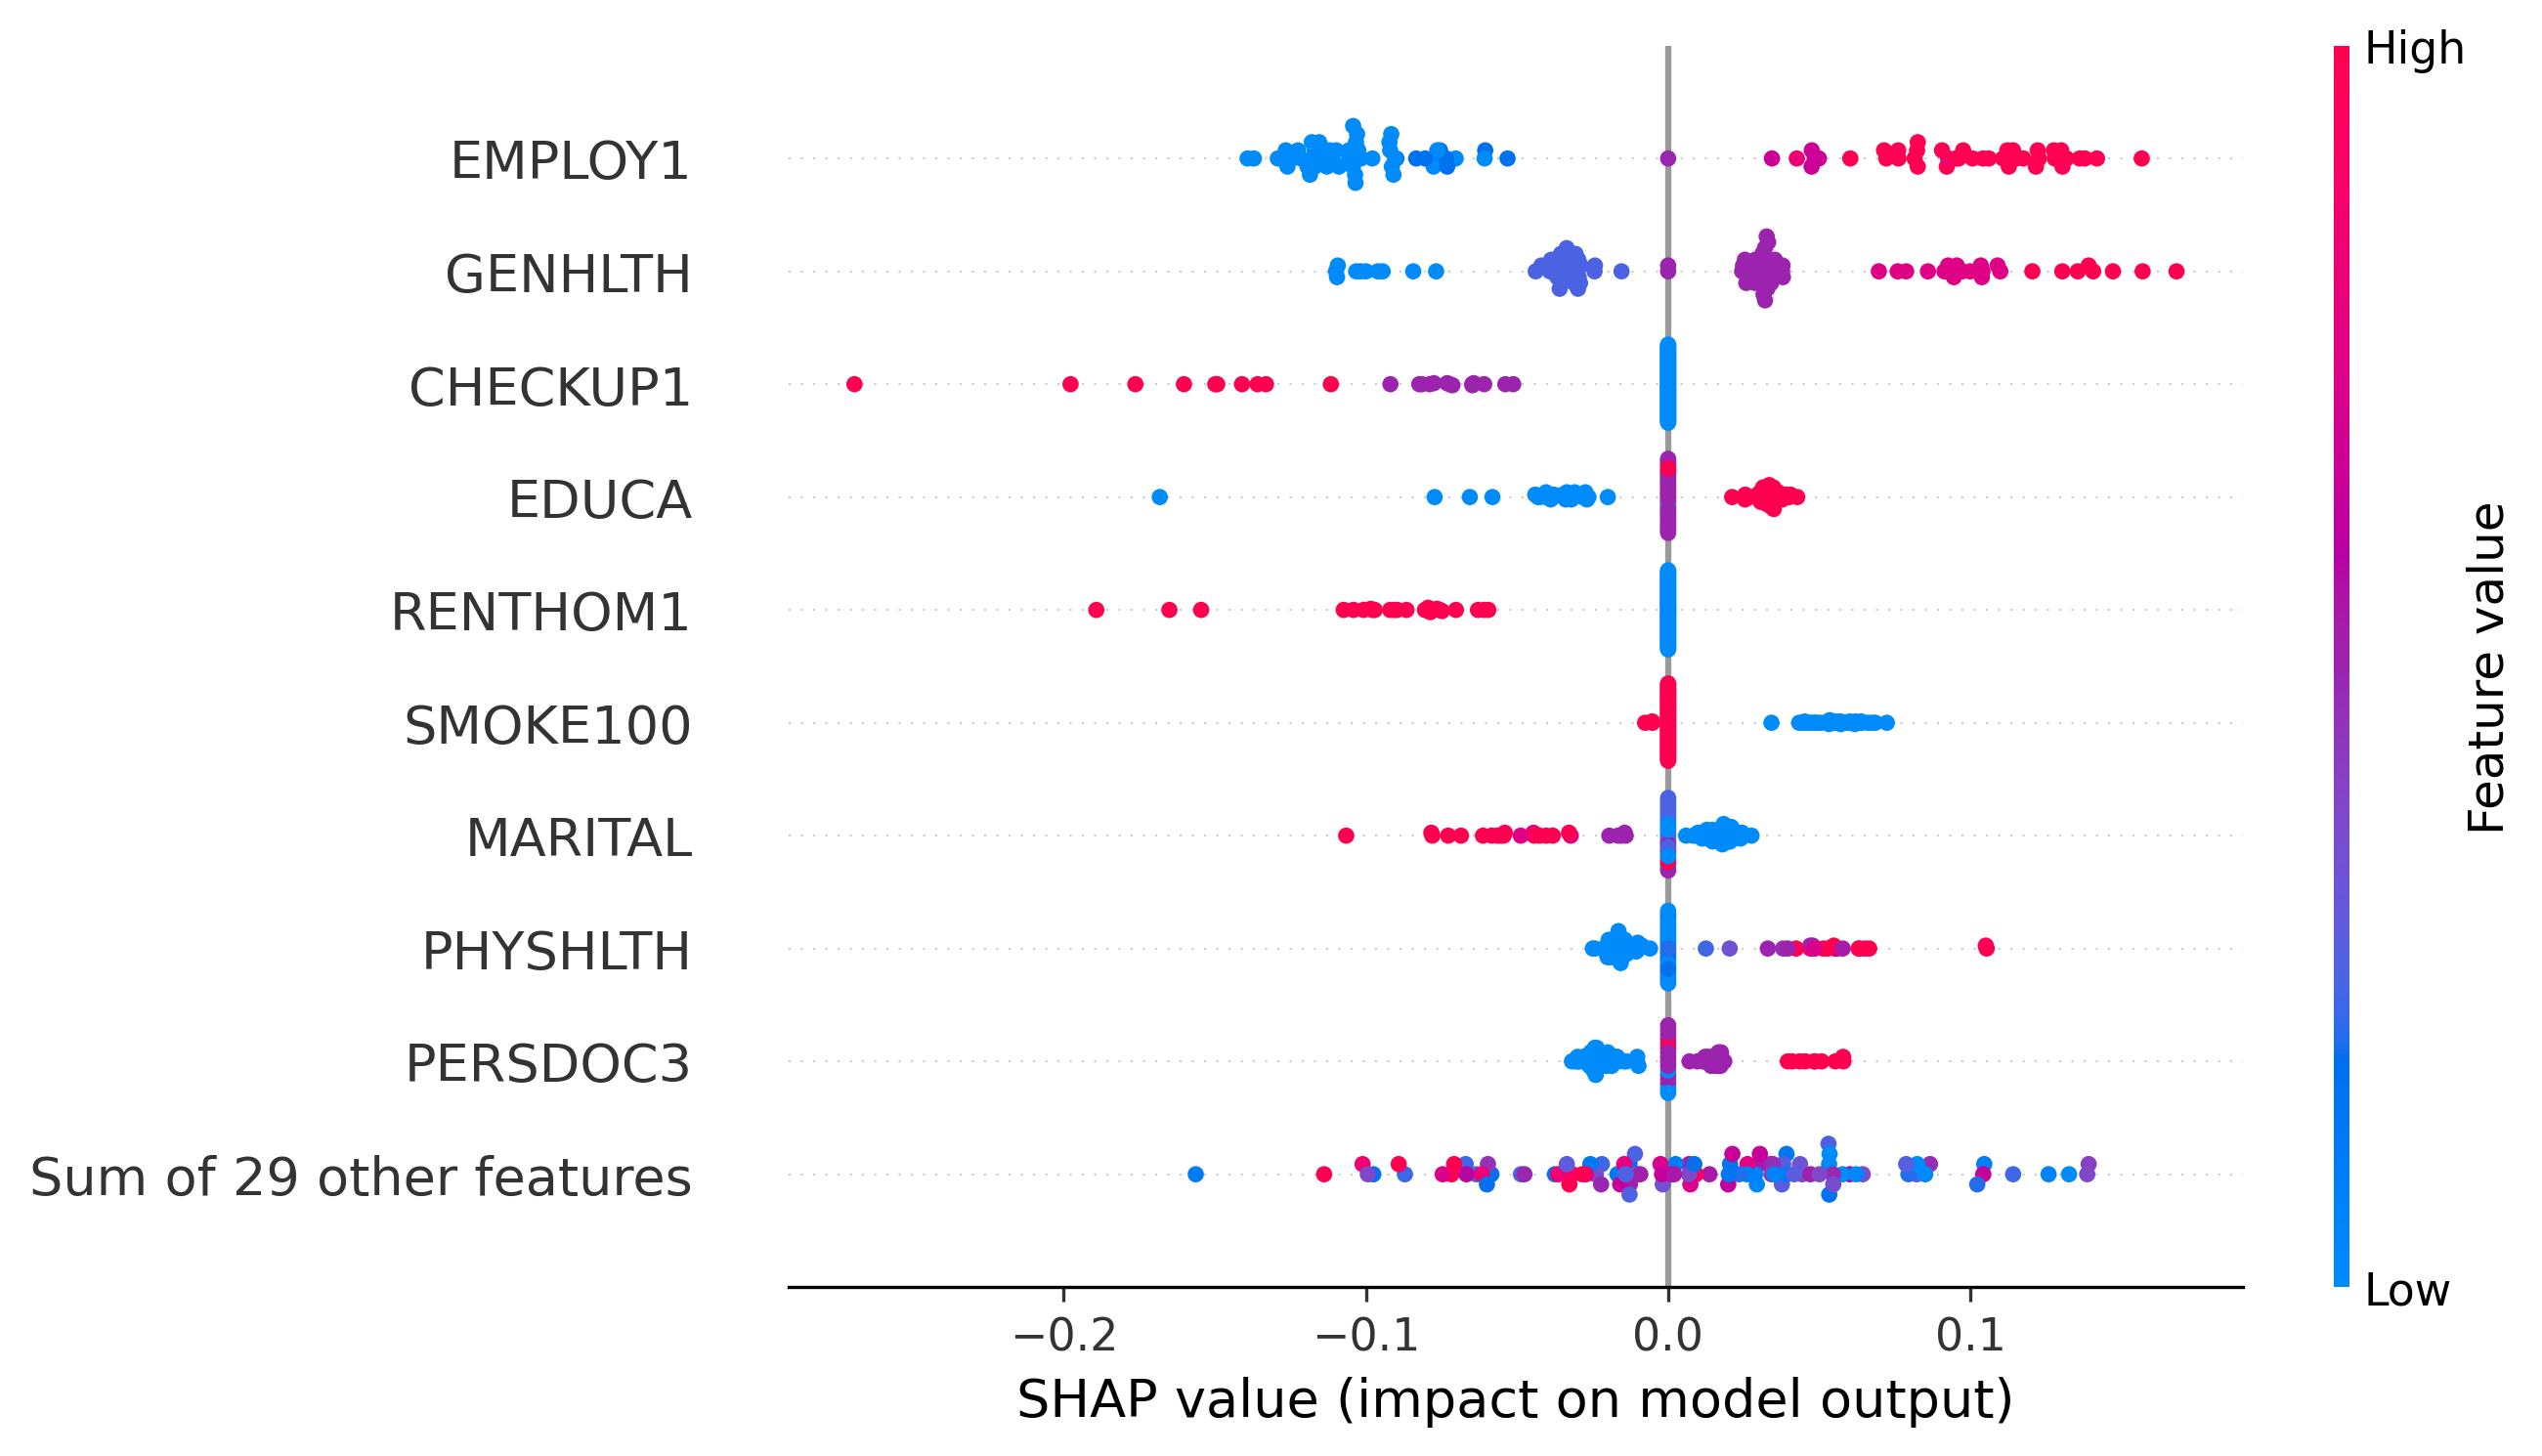 High
EMPLOY1
GENHLTH
CHECKUP1
EDUCA
RENTHOM1
SMOKE100
MARITAL
PHYSHLTH
PERSDOC3
Sum of 29 other features
Feature value
Low
−0.2 −0.1 0.0 0.1
SHAP value (impact on model output)